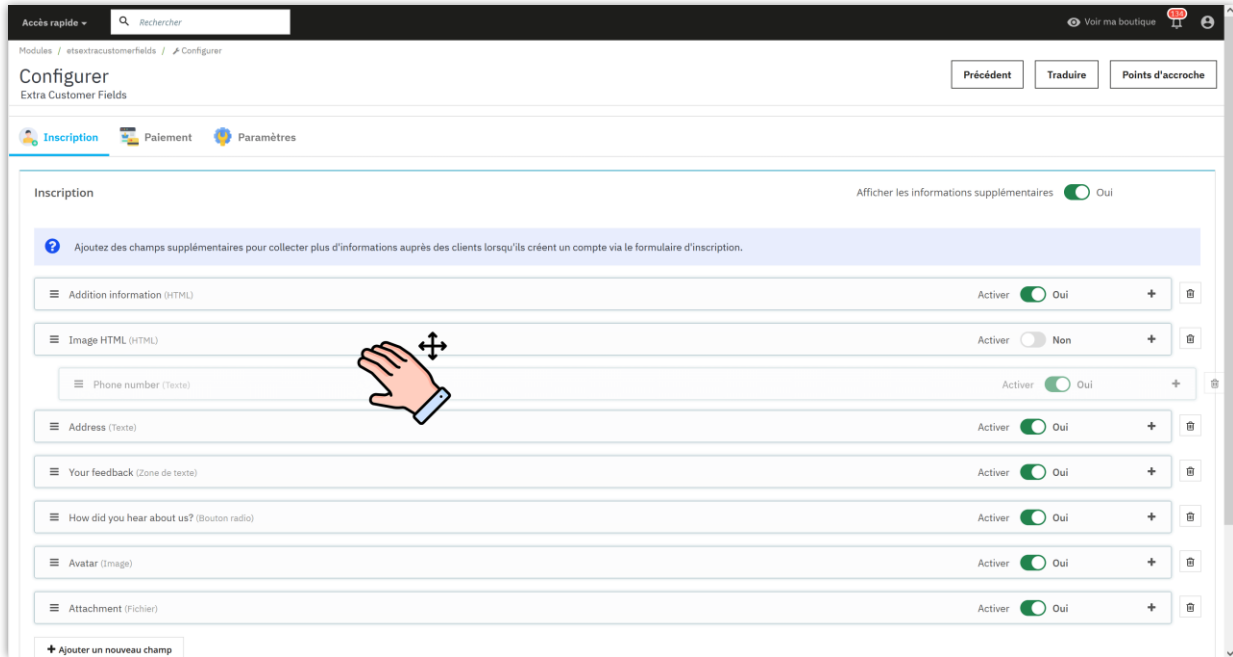 Accès rapide
Rechercher
Voir ma boutique
134
Modules / etsextracustomerfields / Configurer
Configurer
Extra Customer Fields
Précédent
Traduire
Points d'accroche
Inscription
Paiement
Paramètres
Inscription
Afficher les informations supplémentaires Oui
Ajoutez des champs supplémentaires pour collecter plus d'informations auprès des clients lorsqu'ils créent un compte via le formulaire d'inscription.
Addition information (HTML) Activer Oui
Image HTML (HTML) Activer Non
Phone number (Texte) Activer Oui
Address (Texte) Activer Oui
Your feedback (Zone de texte) Activer Oui
How did you hear about us? (Bouton radio) Activer Oui
Avatar (Image) Activer Oui
Attachment (Fichier) Activer Oui
+ Ajouter un nouveau champ